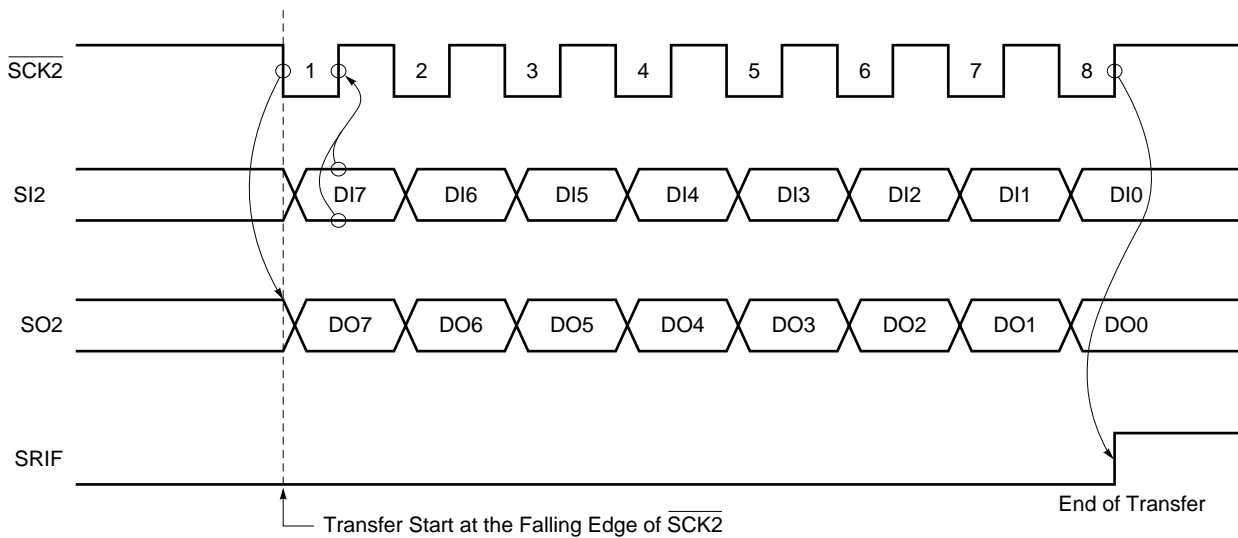 SCK2 1 2 3 4 5 6 7 8
SI2 DI7 DI6 DI5 DI4 DI3 DI2 DI1 DI0
SO2 DO7 DO6 DO5 DO4 DO3 DO2 DO1 DO0
SRIF
End of Transfer
Transfer Start at the Falling Edge of SCK2